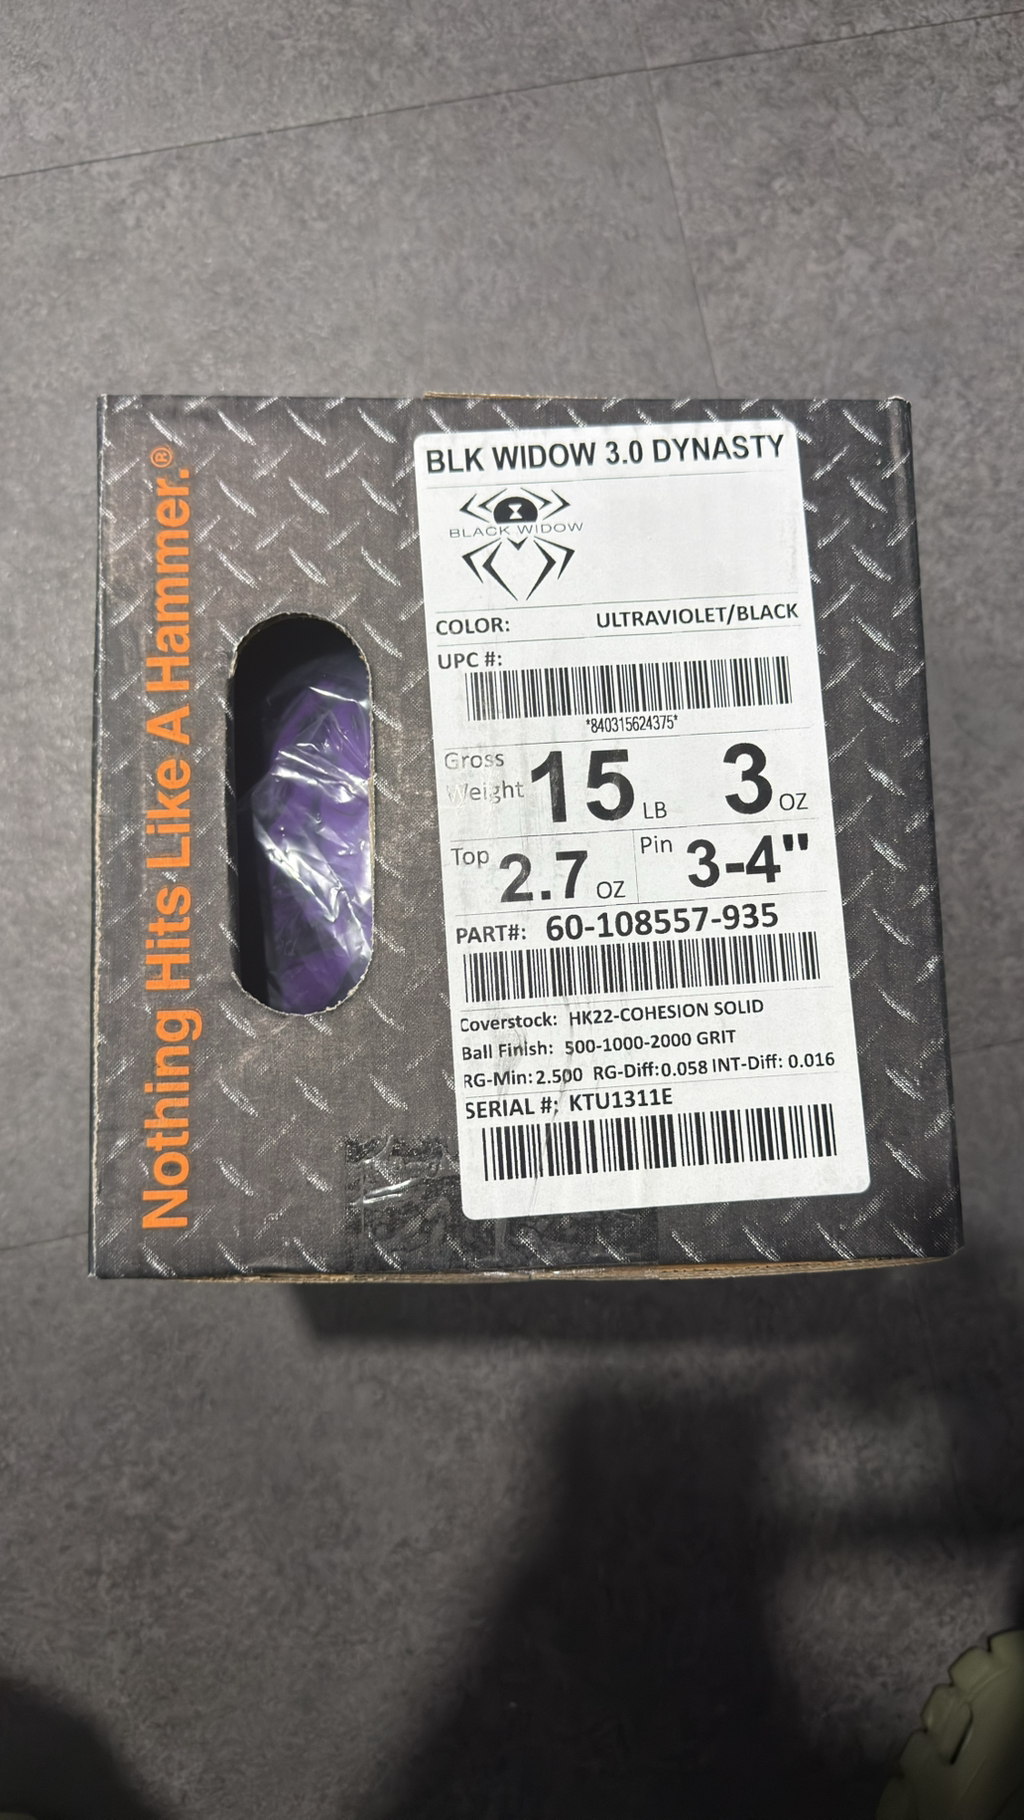 Nothing Hits Like A Hammer.®
BLK WIDOW 3.0 DYNASTY
BLACK WIDOW
COLOR: ULTRAVIOLET/BLACK
UPC #:
*840315624375*
Gross Weight 15 LB 3 OZ
Top 2.7 OZ Pin 3-4"
PART#: 60-108557-935
Coverstock: HK22-COHESION SOLID
Ball Finish: 500-1000-2000 GRIT
RG-Min: 2.500 RG-Diff:0.058 INT-Diff: 0.016
SERIAL #: KTU1311E